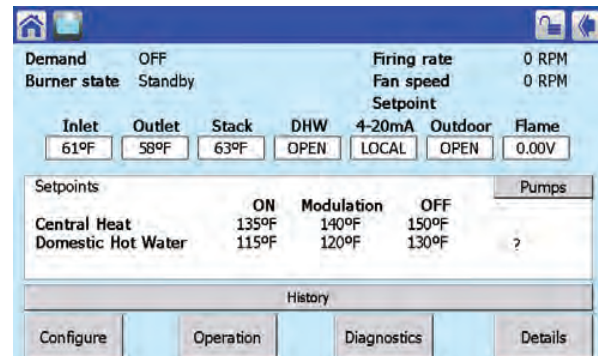 Demand OFF Firing rate 0 RPM
Burner state Standby Fan speed 0 RPM
Setpoint
Inlet Outlet Stack DHW 4-20mA Outdoor Flame
61ºF 58ºF 63ºF OPEN LOCAL OPEN 0.00V
Setpoints Pumps
ON Modulation OFF
Central Heat 135ºF 140ºF 150ºF
Domestic Hot Water 115ºF 120ºF 130ºF ?
History
Configure Operation Diagnostics Details